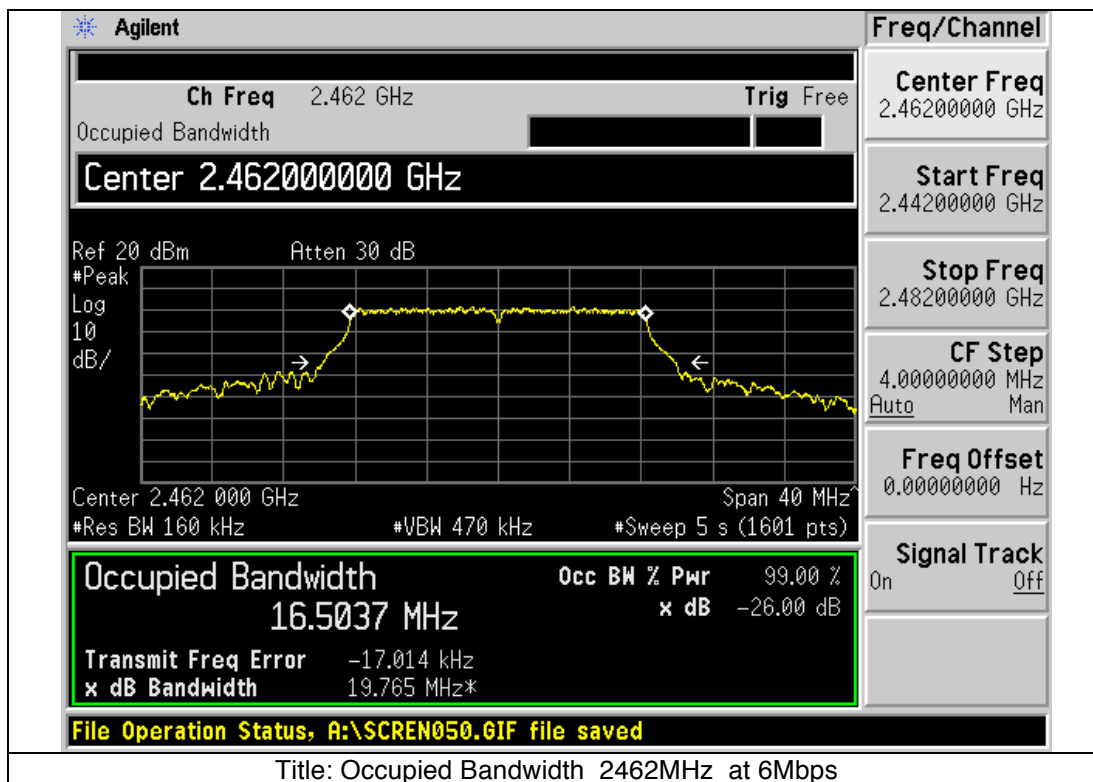 Agilent
Freq/Channel
Ch Freq 2.462 GHz Trig Free
Occupied Bandwidth
Center 2.462000000 GHz
Ref 20 dBm Atten 30 dB
#Peak
Log
10
dB/
Center 2.462 000 GHz Span 40 MHz^
#Res BW 160 kHz #VBW 470 kHz #Sweep 5 s (1601 pts)
Occupied Bandwidth Occ BW % Pwr 99.00 %
16.5037 MHz x dB -26.00 dB
Transmit Freq Error -17.014 kHz
x dB Bandwidth 19.765 MHz*
File Operation Status, A:\SCREN050.GIF file saved
Center Freq
2.46200000 GHz
Start Freq
2.44200000 GHz
Stop Freq
2.48200000 GHz
CF Step
4.00000000 MHz
Auto Man
Freq Offset
0.00000000 Hz
Signal Track
On Off
Title: Occupied Bandwidth 2462MHz at 6Mbps